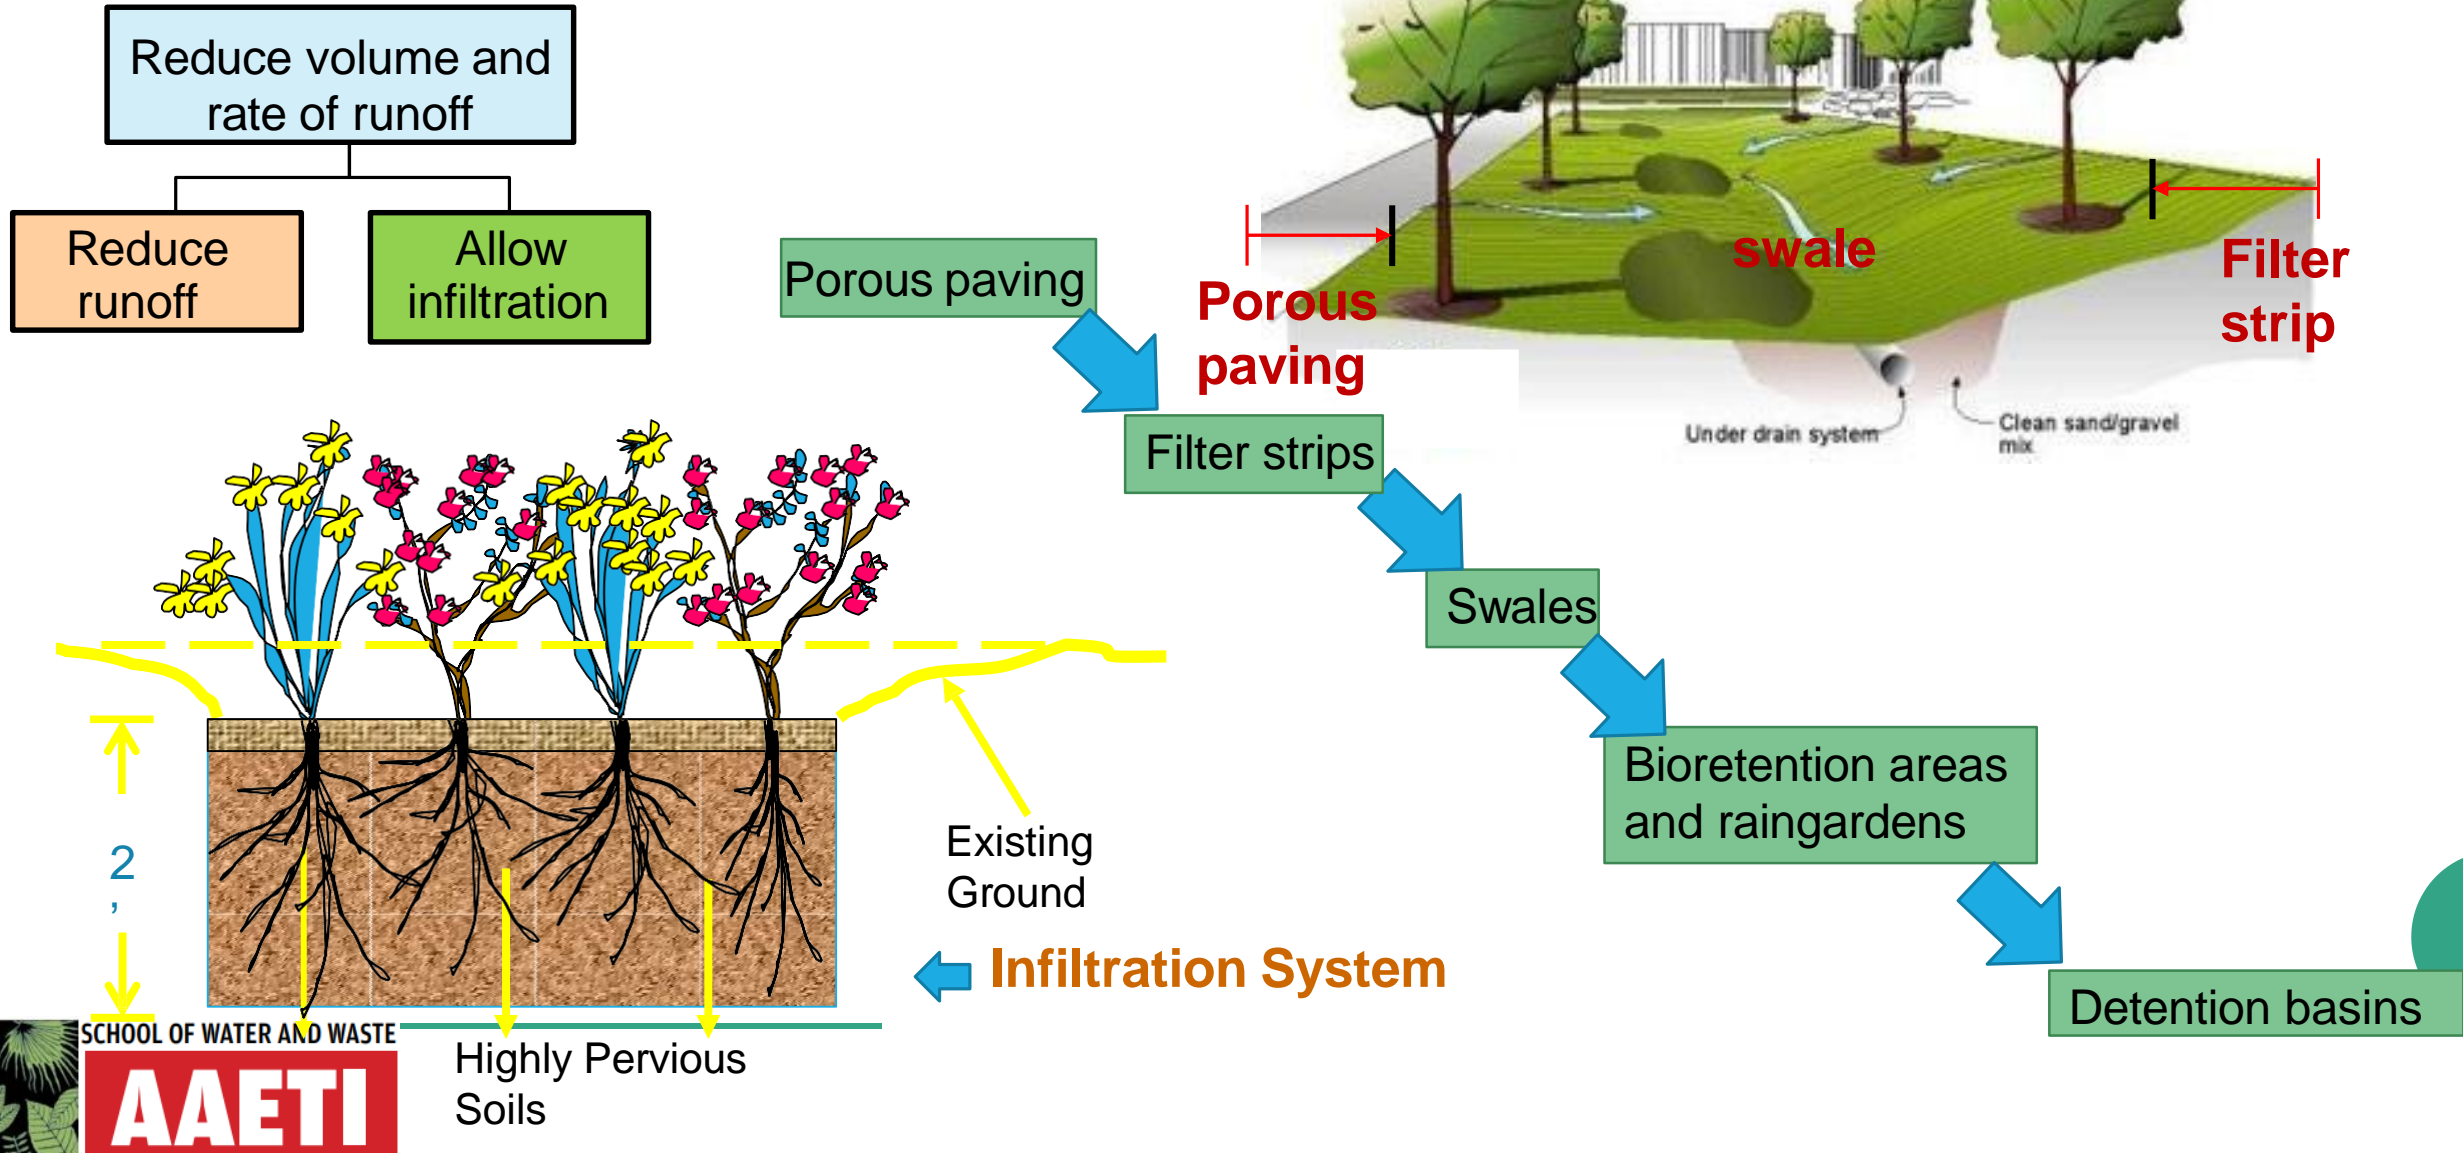 Reduce volume and
rate of runoff
Reduce
runoff
Allow
infiltration
Porous paving
Filter strips
Swales
Bioretention areas
and raingardens
Detention basins
Porous
paving
swale
Filter
strip
Under drain system
Clean sand/gravel
mix
2
’
Existing
Ground
Infiltration System
Highly Pervious
Soils
SCHOOL OF WATER AND WASTE
AAETI